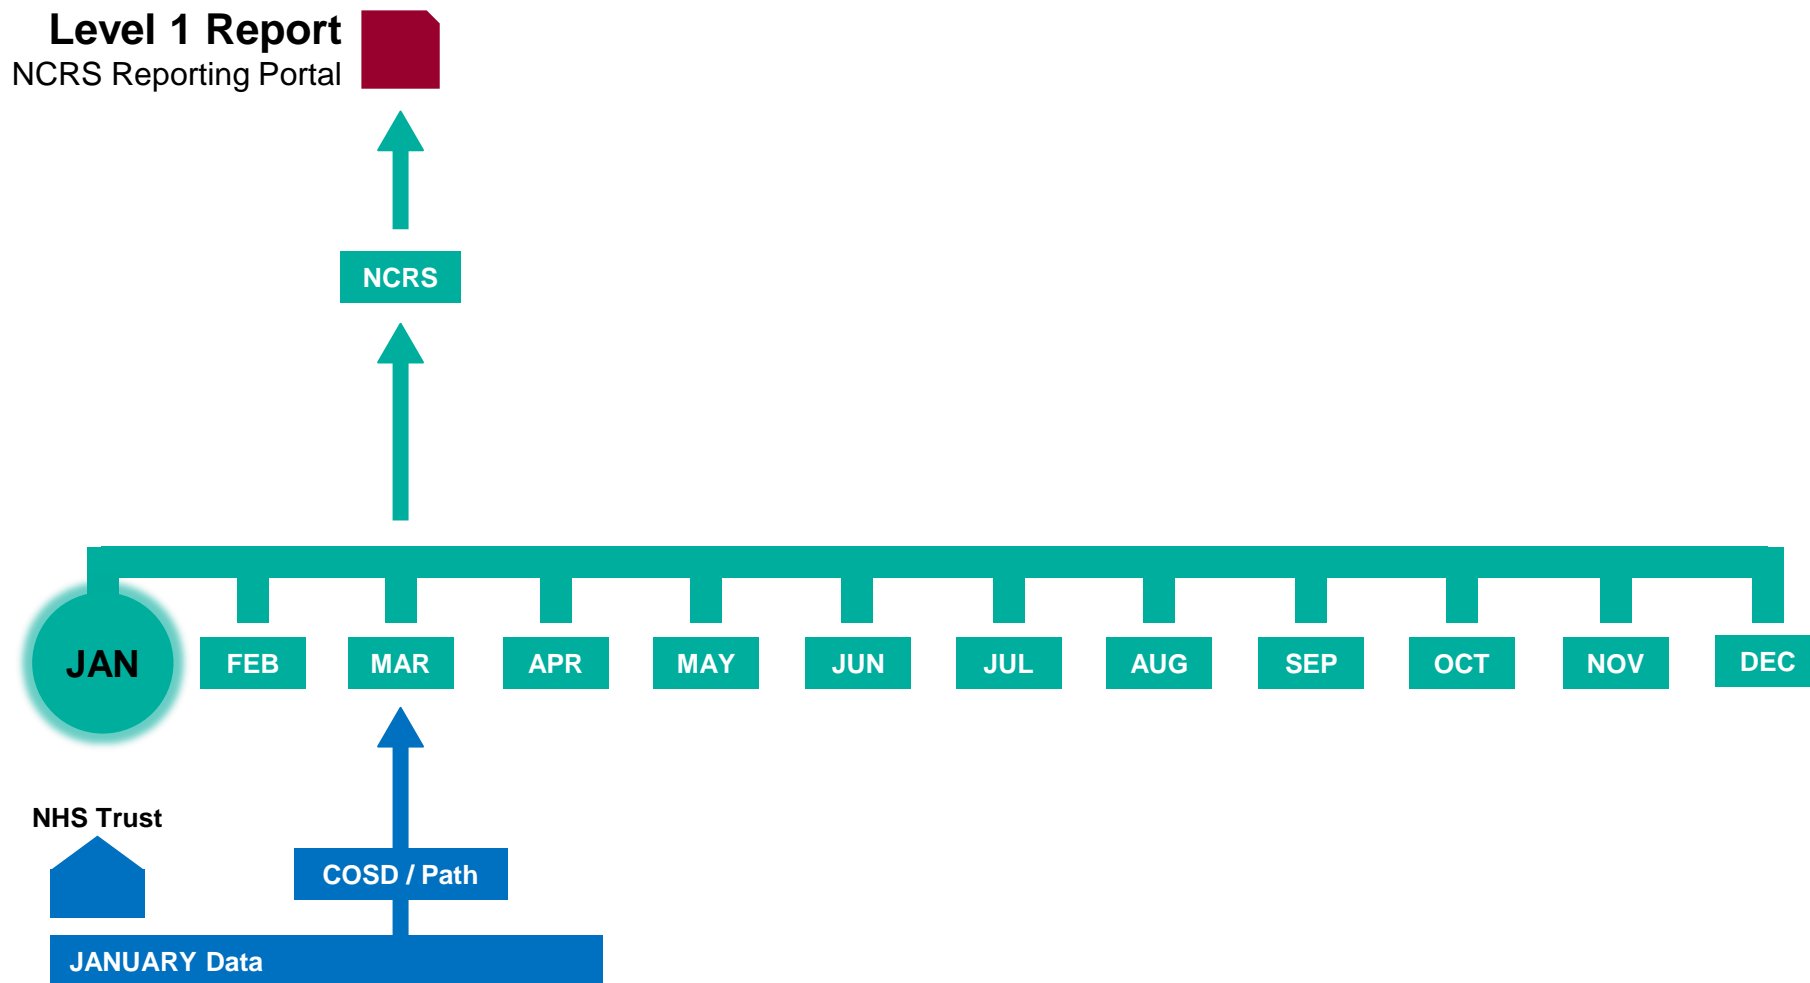 Level 1 Report
NCRS Reporting Portal
NCRS
JAN
FEB
MAR
APR
MAY
JUN
JUL
AUG
SEP
OCT
NOV
DEC
NHS Trust
COSD / Path
JANUARY Data